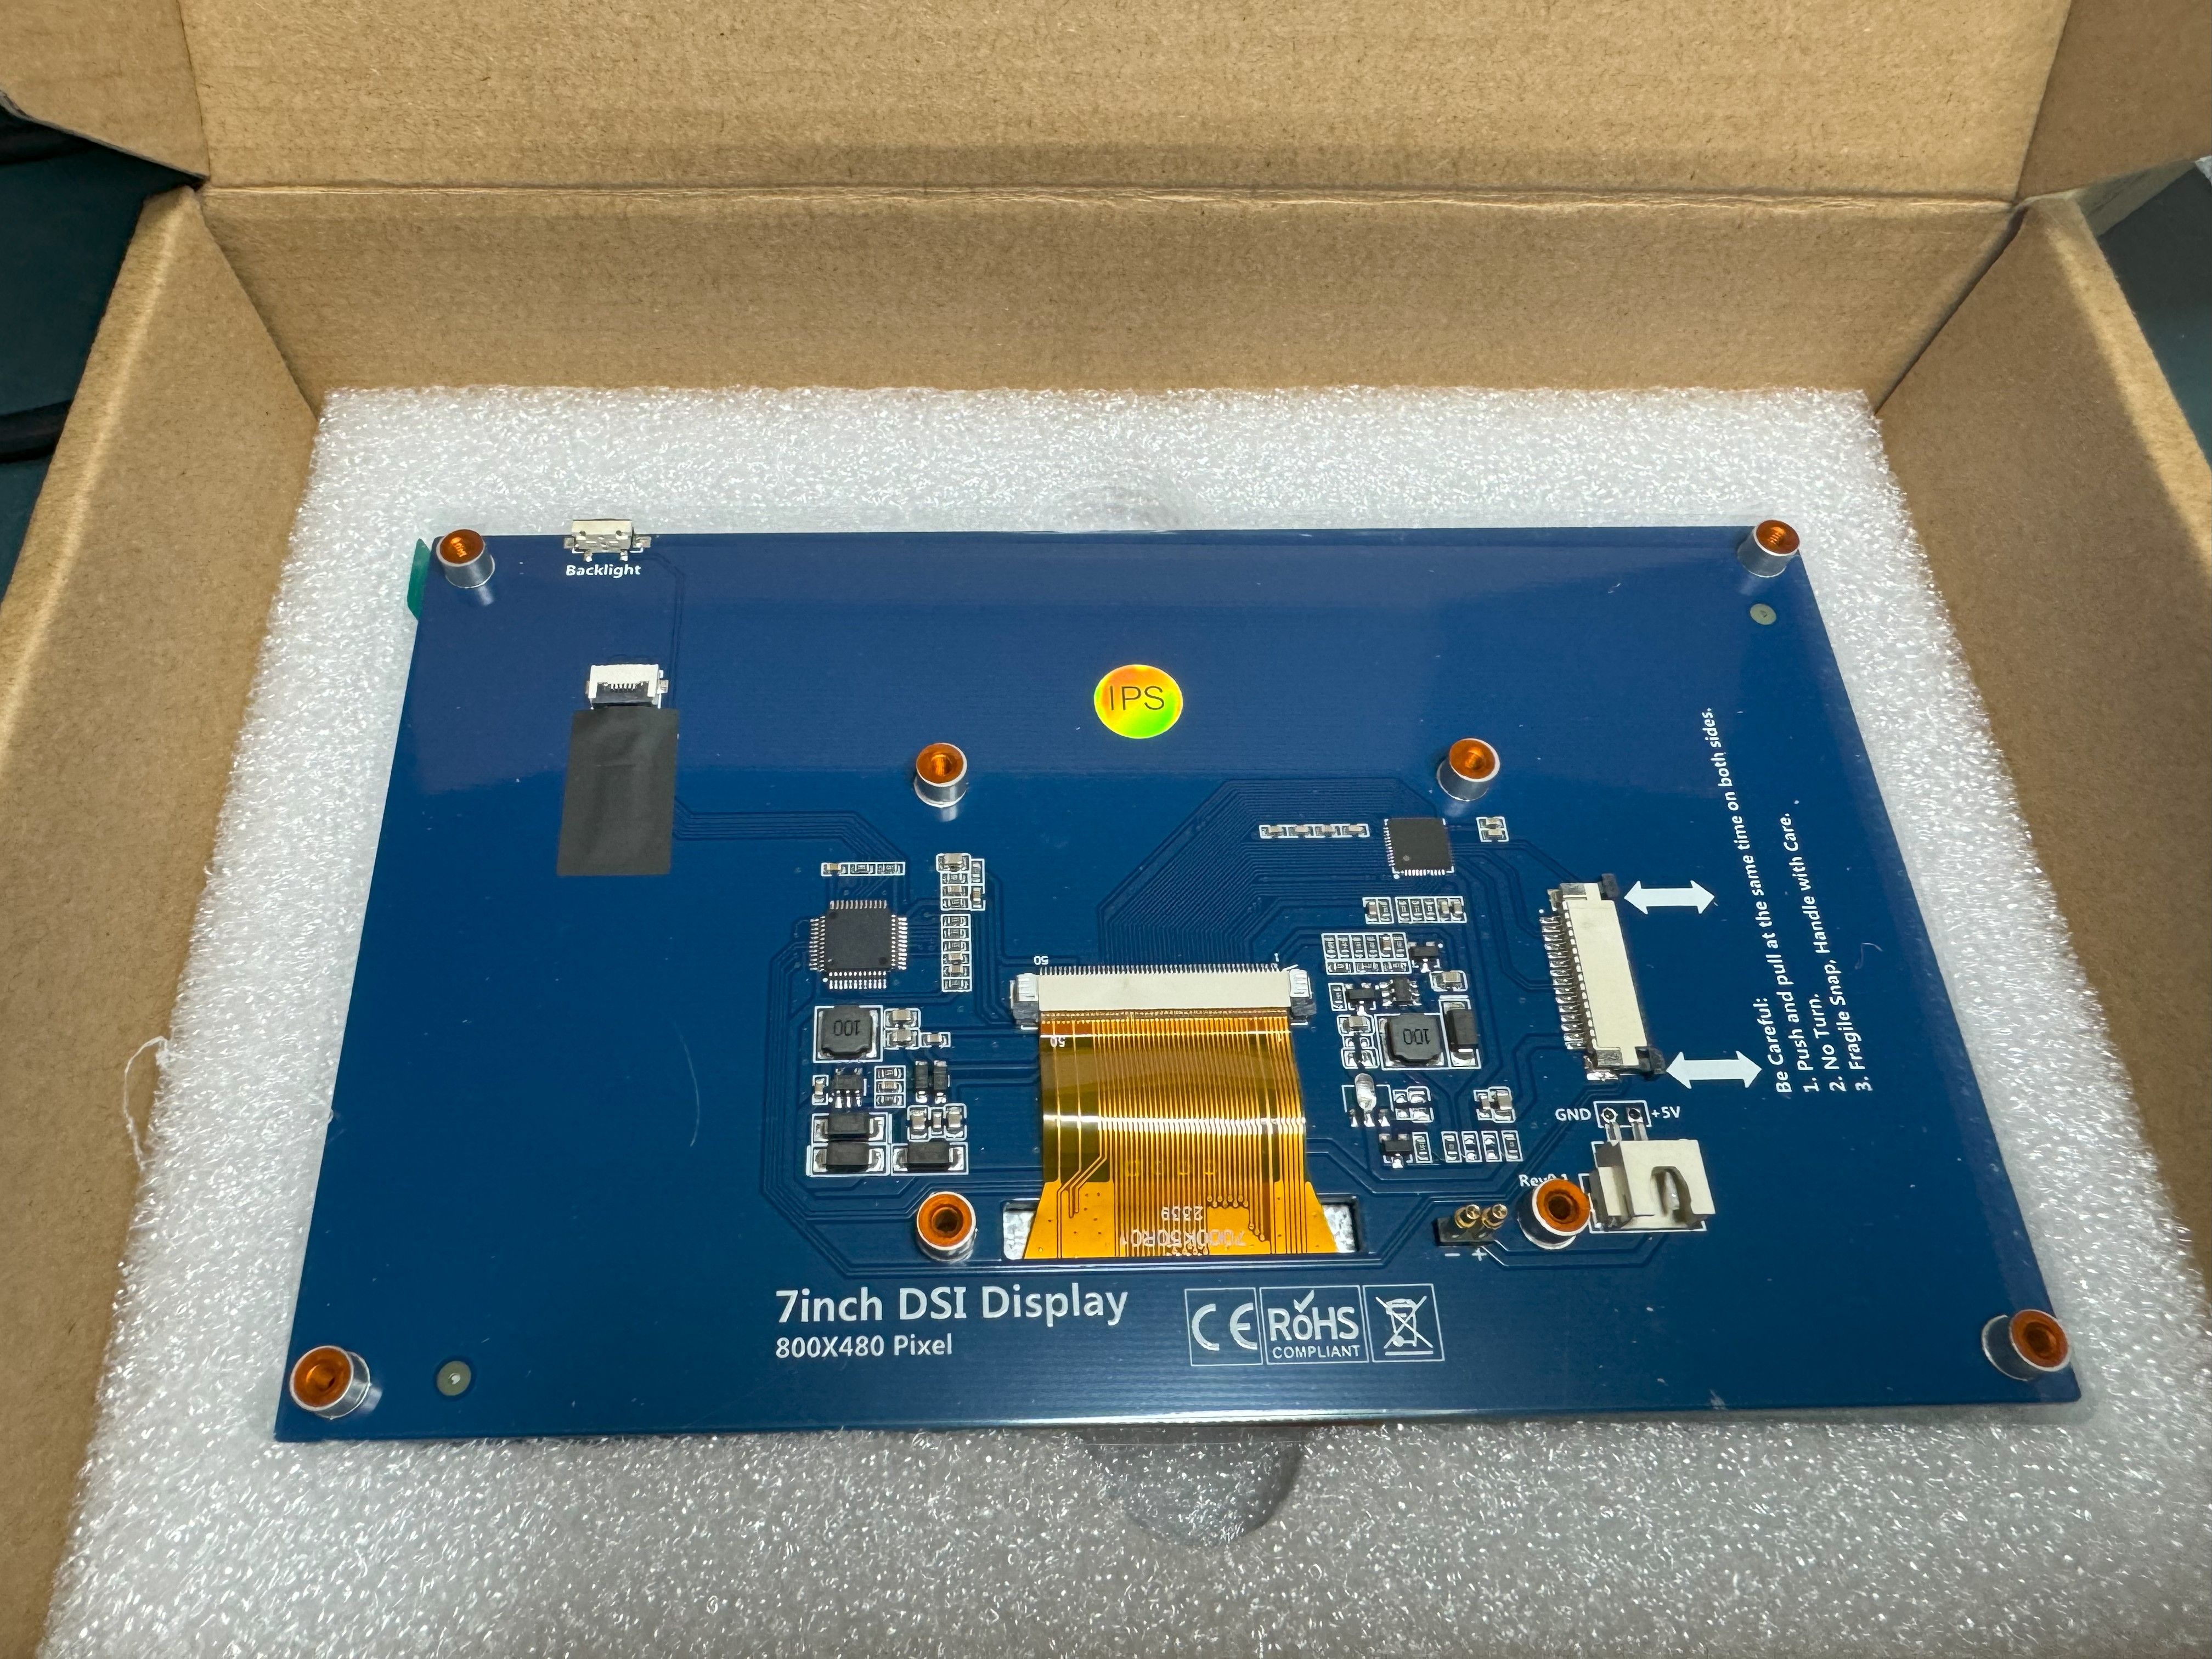 Backlight
IPS
Be Careful:
1. Push and pull at the same time on both sides.
2. No Turn.
3. Fragile Snap, Handle with Care.
50
1
50
100
100
GND
+5V
- +
2339
7inch DSI Display
800X480 Pixel
CE
RoHS
COMPLIANT